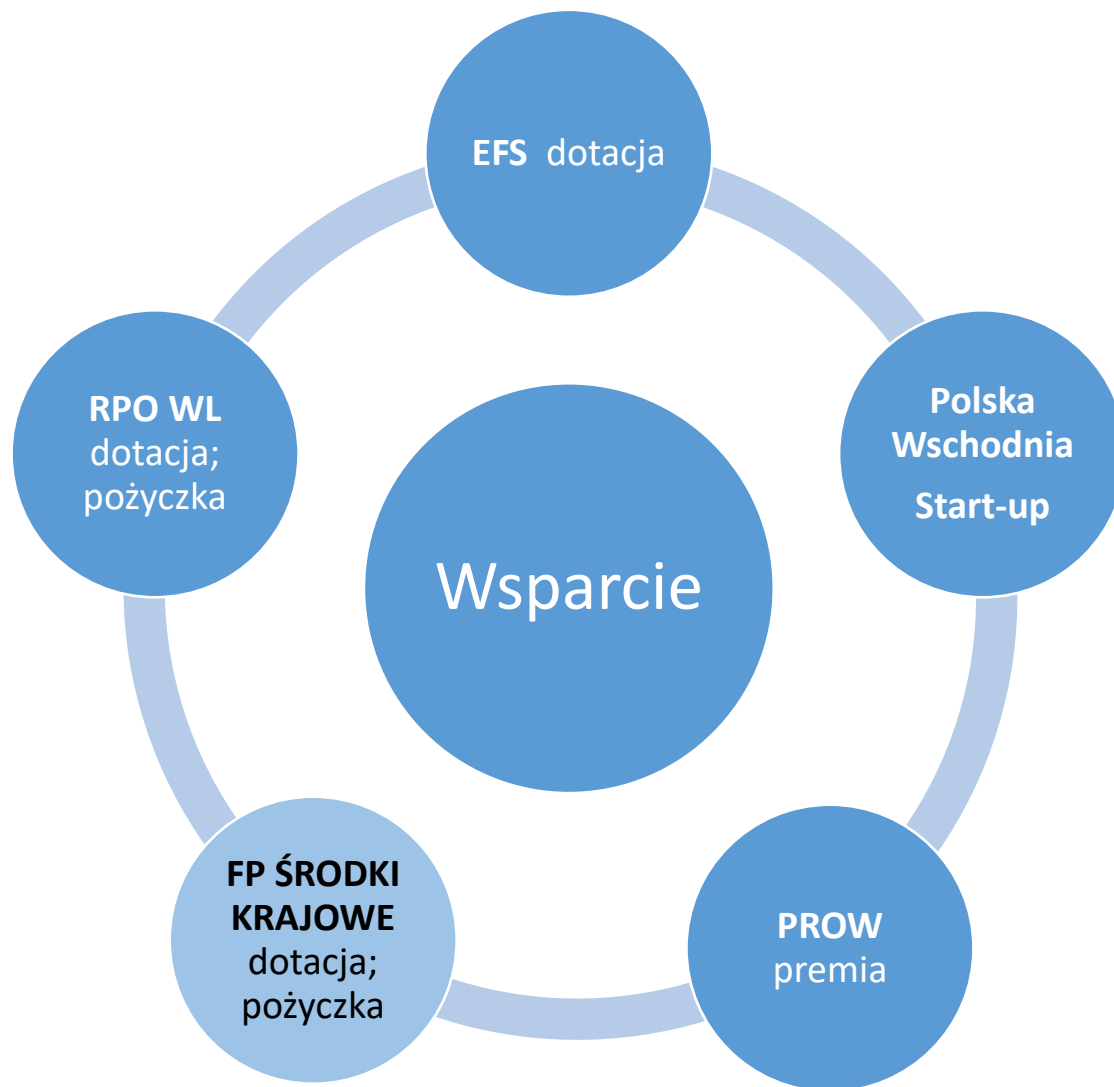 EFS dotacja
RPO WL
dotacja;
pożyczka
Polska
Wschodnia
Start-up
Wsparcie
FP ŚRODKI
KRAJOWE
dotacja;
pożyczka
PROW
premia